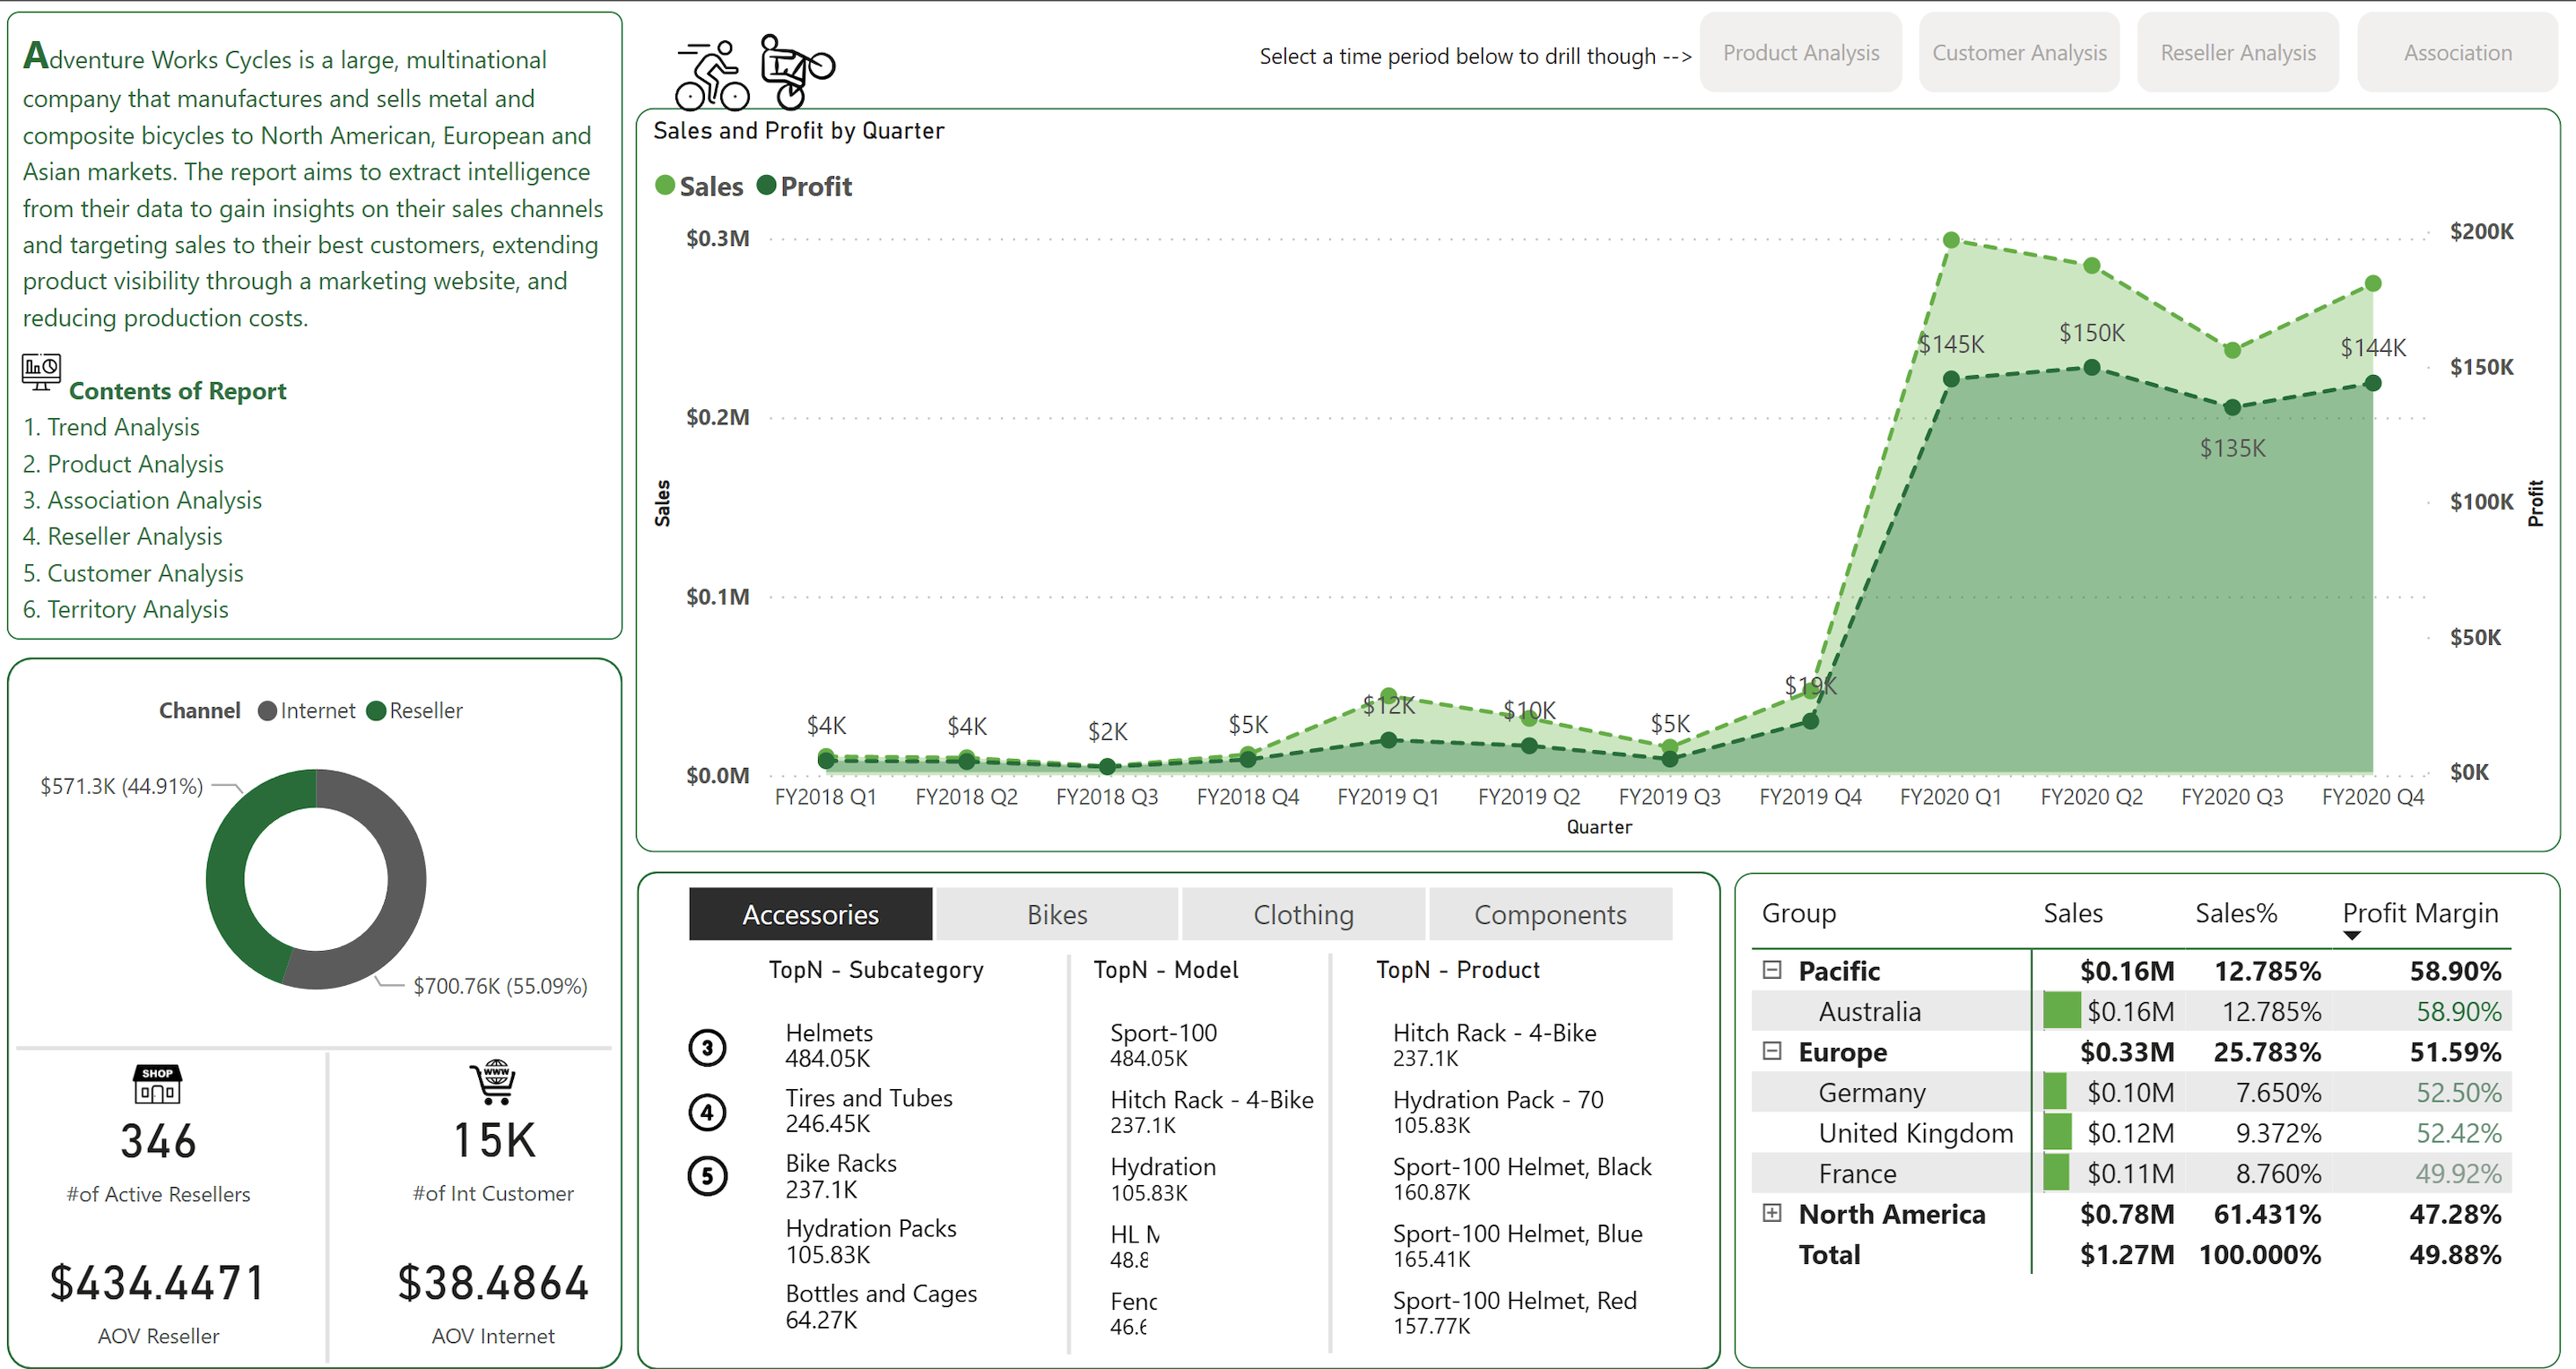 Adventure Works Cycles is a large, multinational
company that manufactures and sells metal and
composite bicycles to North American, European and
Asian markets. The report aims to extract intelligence
from their data to gain insights on their sales channels
and targeting sales to their best customers, extending
product visibility through a marketing website, and
reducing production costs.
Contents of Report
1. Trend Analysis
2. Product Analysis
3. Association Analysis
4. Reseller Analysis
5. Customer Analysis
6. Territory Analysis
Select a time period below to drill though -->
Product Analysis
Customer Analysis
Reseller Analysis
Association
Sales and Profit by Quarter
Sales Profit
$0.3M
$0.2M
$0.1M
$0.0M
Sales
$4K
$4K
$2K
$5K
$12K
$10K
$5K
$19K
$145K
$150K
$135K
$144K
$200K
$150K
$100K
$50K
$0K
Profit
FY2018 Q1 FY2018 Q2 FY2018 Q3 FY2018 Q4 FY2019 Q1 FY2019 Q2 FY2019 Q3 FY2019 Q4 FY2020 Q1 FY2020 Q2 FY2020 Q3 FY2020 Q4
Quarter
Channel Internet Reseller
$571.3K (44.91%)
$700.76K (55.09%)
SHOP
346
#of Active Resellers
$434.4471
AOV Reseller
WWW
15K
#of Int Customer
$38.4864
AOV Internet
Accessories Bikes Clothing Components
3
4
5
TopN - Subcategory
Helmets
484.05K
Tires and Tubes
246.45K
Bike Racks
237.1K
Hydration Packs
105.83K
Bottles and Cages
64.27K
TopN - Model
Sport-100
484.05K
Hitch Rack - 4-Bike
237.1K
Hydration
105.83K
HL
48.8
Fen
46.6
TopN - Product
Hitch Rack - 4-Bike
237.1K
Hydration Pack - 70
105.83K
Sport-100 Helmet, Black
160.87K
Sport-100 Helmet, Blue
165.41K
Sport-100 Helmet, Red
157.77K
Group Sales Sales% Profit Margin
Pacific $0.16M 12.785% 58.90%
Australia $0.16M 12.785% 58.90%
Europe $0.33M 25.783% 51.59%
Germany $0.10M 7.650% 52.50%
United Kingdom $0.12M 9.372% 52.42%
France $0.11M 8.760% 49.92%
North America $0.78M 61.431% 47.28%
Total $1.27M 100.000% 49.88%